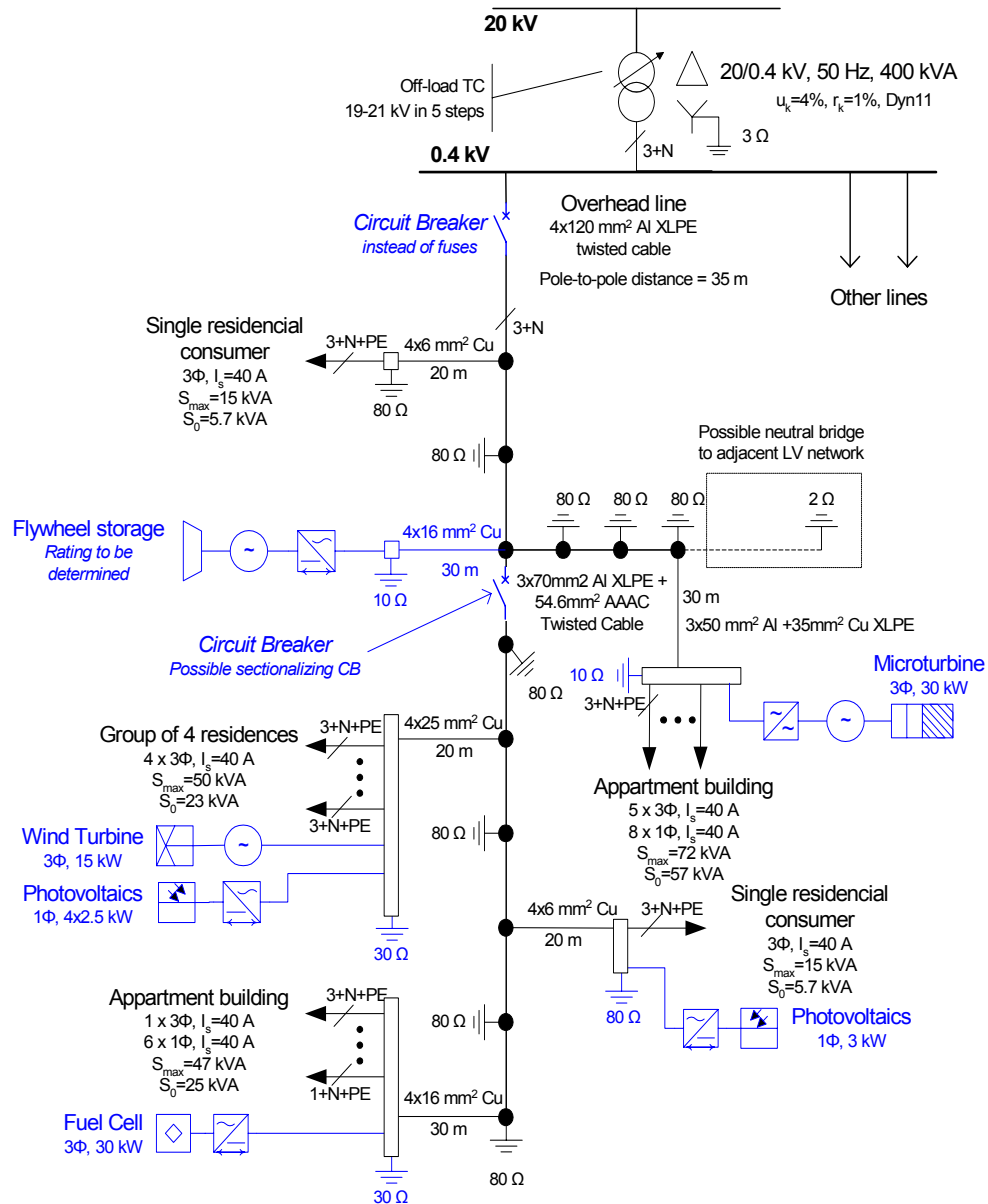 20 kV
Off-load TC
19-21 kV in 5 steps
20/0.4 kV, 50 Hz, 400 kVA
uk=4%, rk=1%, Dyn11
3 Ω
3+N
0.4 kV
Circuit Breaker
instead of fuses
Overhead line
4x120 mm² Al XLPE
twisted cable
Pole-to-pole distance = 35 m
Other lines
3+N
Single residencial
consumer
3Φ, Is=40 A
Smax=15 kVA
S0=5.7 kVA
3+N+PE
4x6 mm² Cu
20 m
80 Ω
80 Ω
Possible neutral bridge
to adjacent LV network
80 Ω
80 Ω
80 Ω
2 Ω
Flywheel storage
Rating to be
determined
~
4x16 mm² Cu
30 m
10 Ω
3x70mm2 Al XLPE +
54.6mm² AAAC
Twisted Cable
30 m
3x50 mm² Al +35mm² Cu XLPE
Circuit Breaker
Possible sectionalizing CB
80 Ω
10 Ω
3+N+PE
Microturbine
3Φ, 30 kW
~
~
~
Appartment building
5 x 3Φ, Is=40 A
8 x 1Φ, Is=40 A
Smax=72 kVA
S0=57 kVA
Group of 4 residences
4 x 3Φ, Is=40 A
Smax=50 kVA
S0=23 kVA
3+N+PE
3+N+PE
4x25 mm² Cu
20 m
Wind Turbine
3Φ, 15 kW
~
Photovoltaics
1Φ, 4x2.5 kW
30 Ω
80 Ω
4x6 mm² Cu
20 m
3+N+PE
Single residencial
consumer
3Φ, Is=40 A
Smax=15 kVA
S0=5.7 kVA
80 Ω
Photovoltaics
1Φ, 3 kW
Appartment building
1 x 3Φ, Is=40 A
6 x 1Φ, Is=40 A
Smax=47 kVA
S0=25 kVA
3+N+PE
1+N+PE
80 Ω
4x16 mm² Cu
30 m
Fuel Cell
3Φ, 30 kW
30 Ω
80 Ω